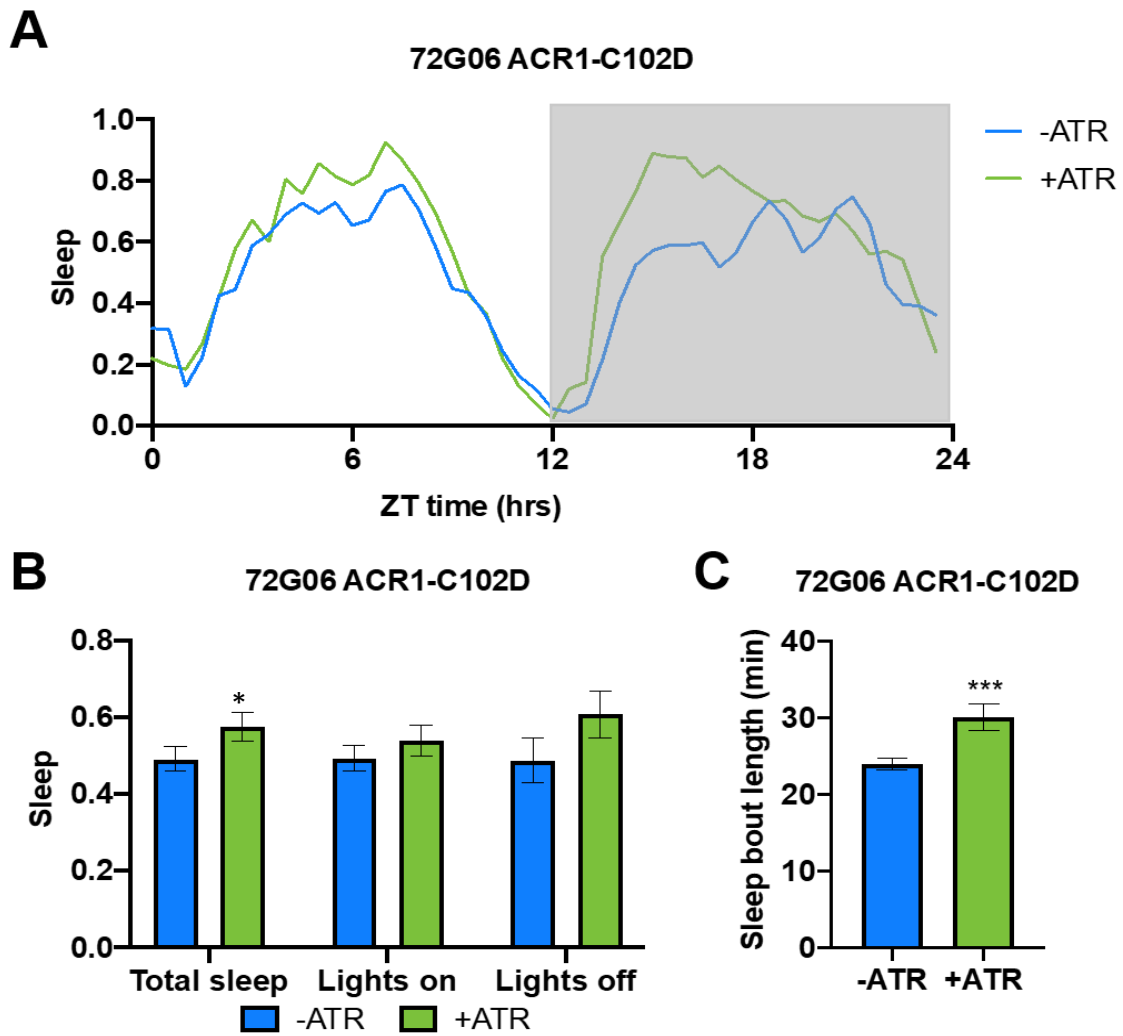 A
72G06 ACR1-C102D
Sleep
1.0
0.8
0.6
0.4
0.2
0.0
0
6
12
18
24
ZT time (hrs)
-ATR
+ATR
B
72G06 ACR1-C102D
Sleep
0.8
0.6
0.4
0.2
0.0
*
Total sleep
Lights on
Lights off
-ATR
+ATR
C
72G06 ACR1-C102D
Sleep bout length (min)
40
30
20
10
0
***
-ATR
+ATR